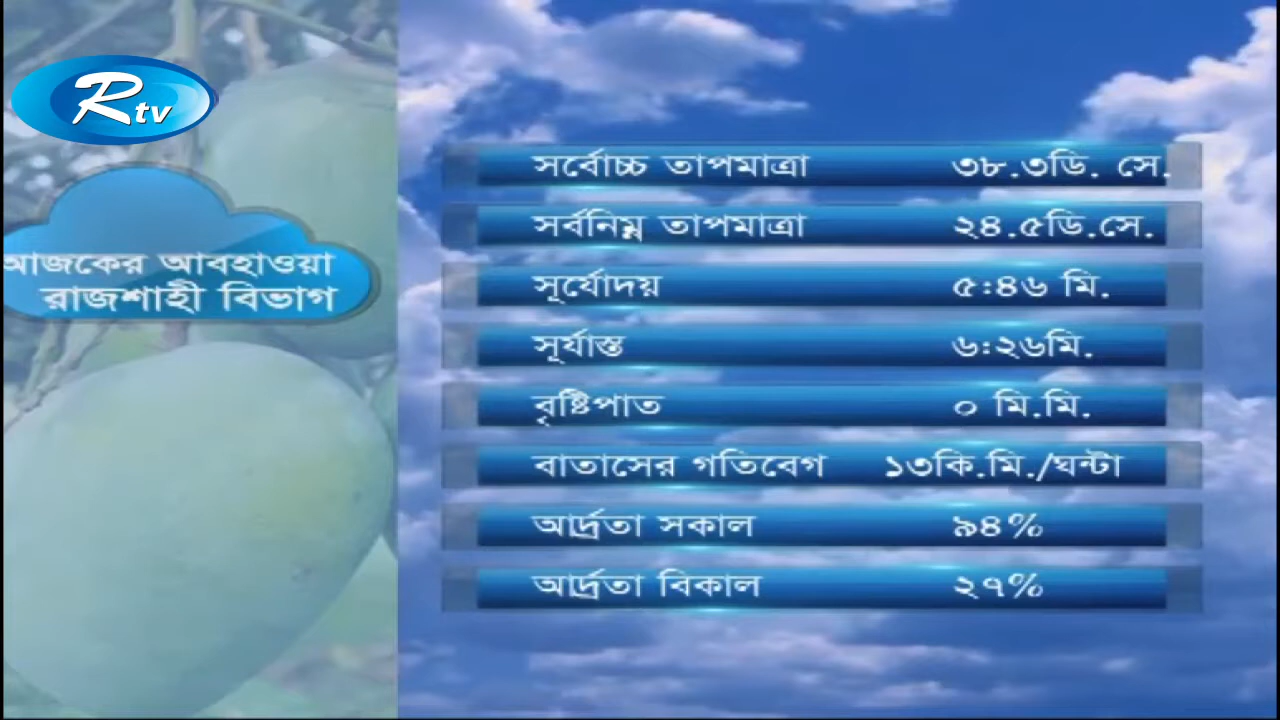 Rtv
আজকের আবহাওয়া
রাজশাহী বিভাগ
সর্বোচ্চ তাপমাত্রা ৩৮.৩ডি. সে.
সর্বনিম্ন তাপমাত্রা ২৪.৫ডি.সে.
সূর্যোদয় ৫:৪৬ মি.
সূর্যাস্ত ৬:২৬মি.
বৃষ্টিপাত ০ মি.মি.
বাতাসের গতিবেগ ১৩কি.মি./ঘন্টা
আর্দ্রতা সকাল ৯৪%
আর্দ্রতা বিকাল ২৭%